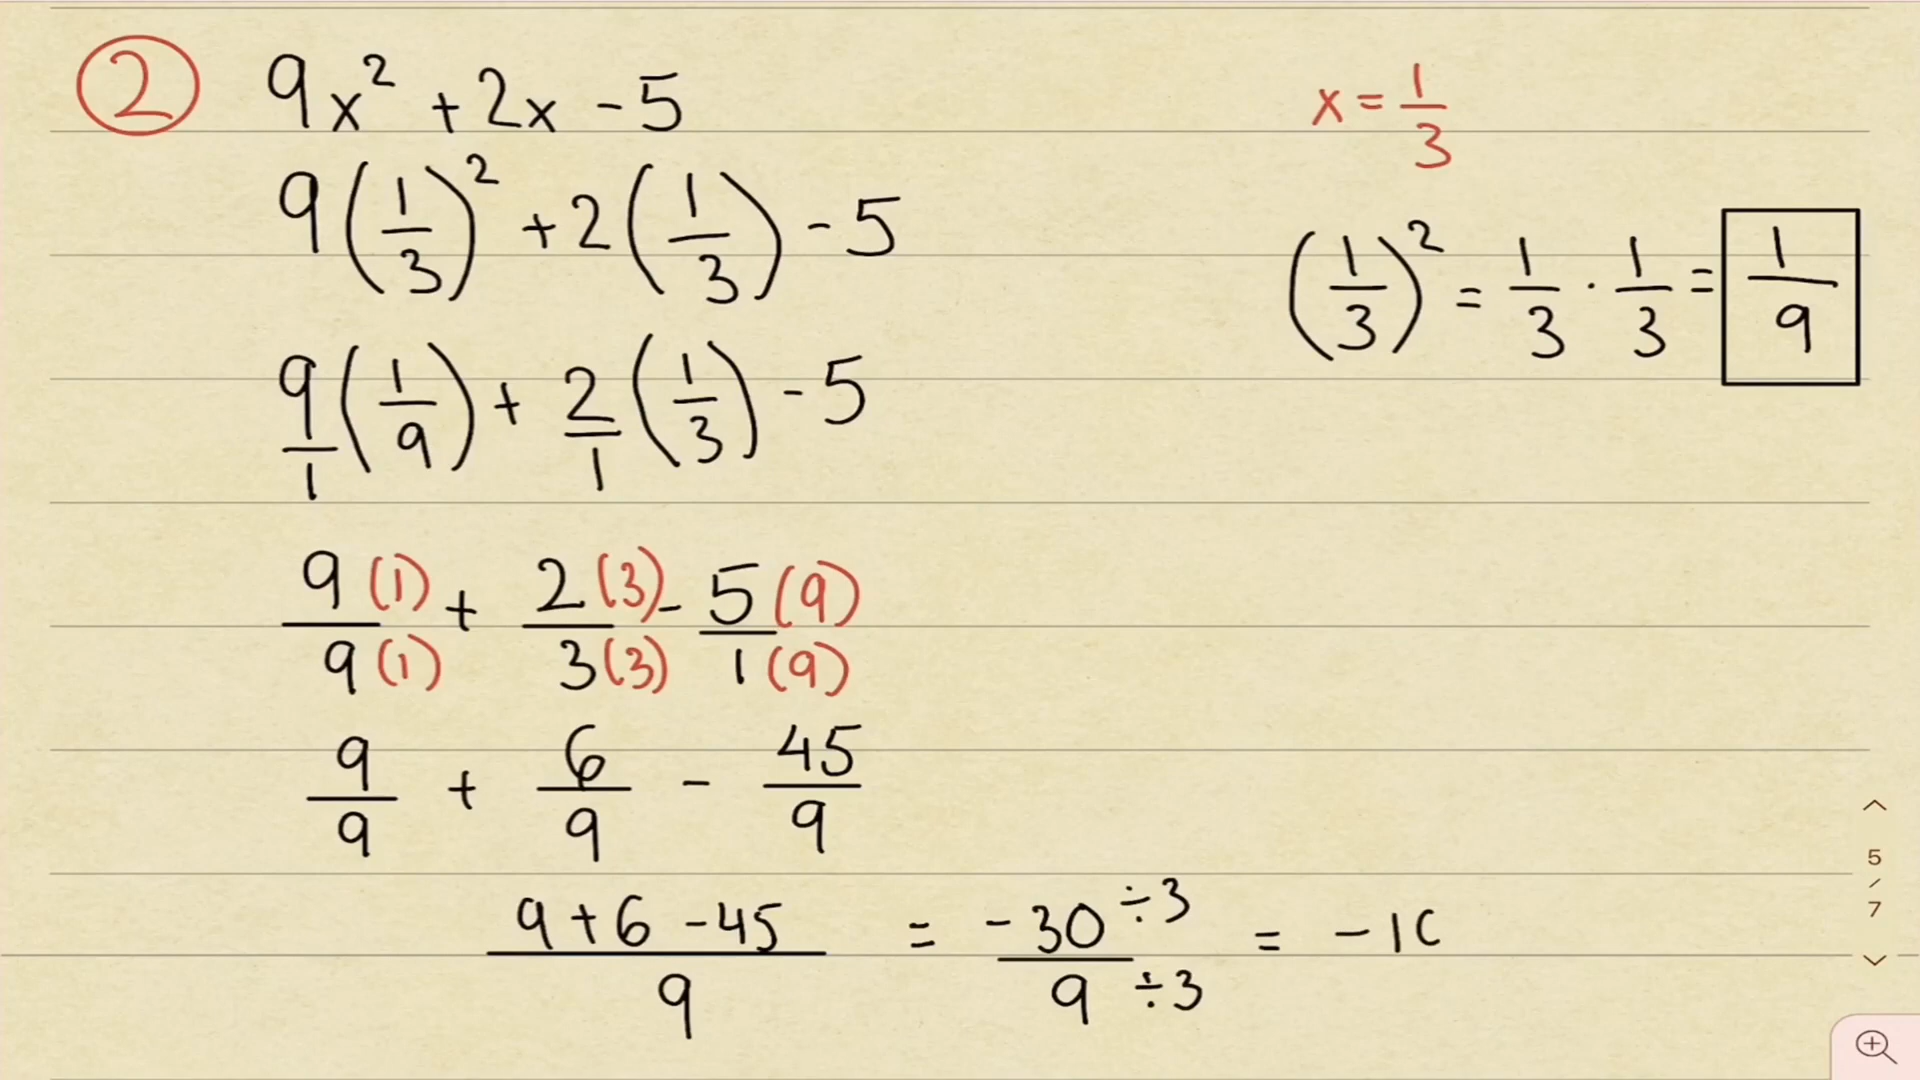 ② 9x² + 2x - 5
x = 1/3
9(1/3)² + 2(1/3) - 5
(1/3)² = 1/3 · 1/3 = 1/9
9/1(1/9) + 2/1(1/3) - 5
9(1)/9(1) + 2(3)/3(3) - 5(9)/1(9)
9/9 + 6/9 - 45/9
(9 + 6 - 45)/9 = (-30 ÷3)/(9 ÷3) = -1
5/7